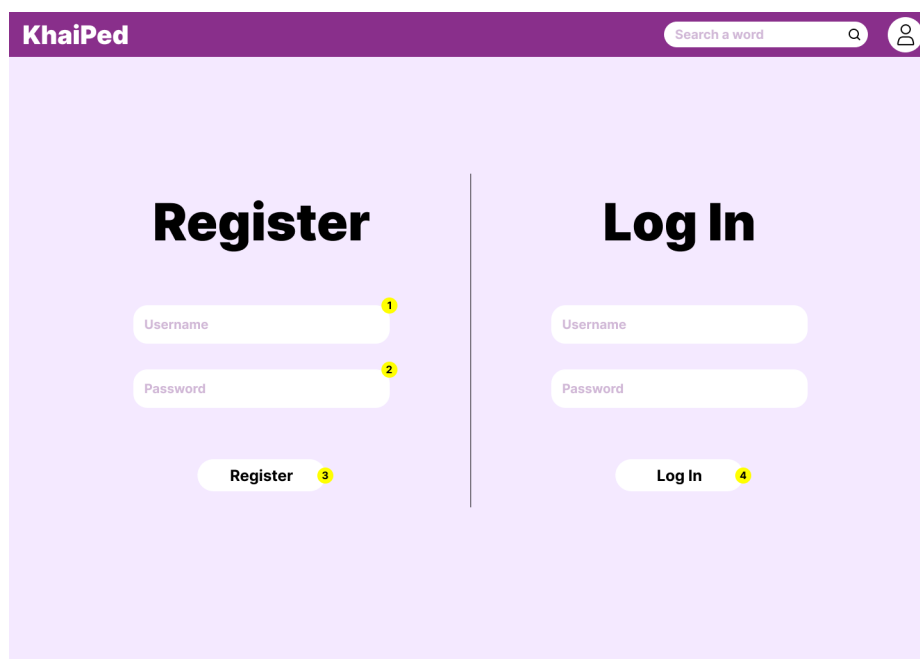 KhaiPed
Search a word
Register
Username
1
Password
2
Register
3
Log In
Username
Password
Log In
4